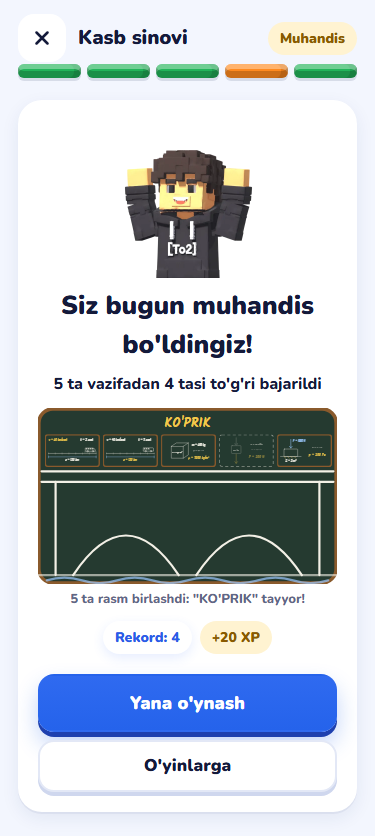 Kasb sinovi
Muhandis
[To2]
Siz bugun muhandis
bo'ldingiz!
5 ta vazifadan 4 tasi to'g'ri bajarildi
KO'PRIK
5 ta rasm birlashdi: "KO'PRIK" tayyor!
Rekord: 4
+20 XP
Yana o'ynash
O'yinlarga